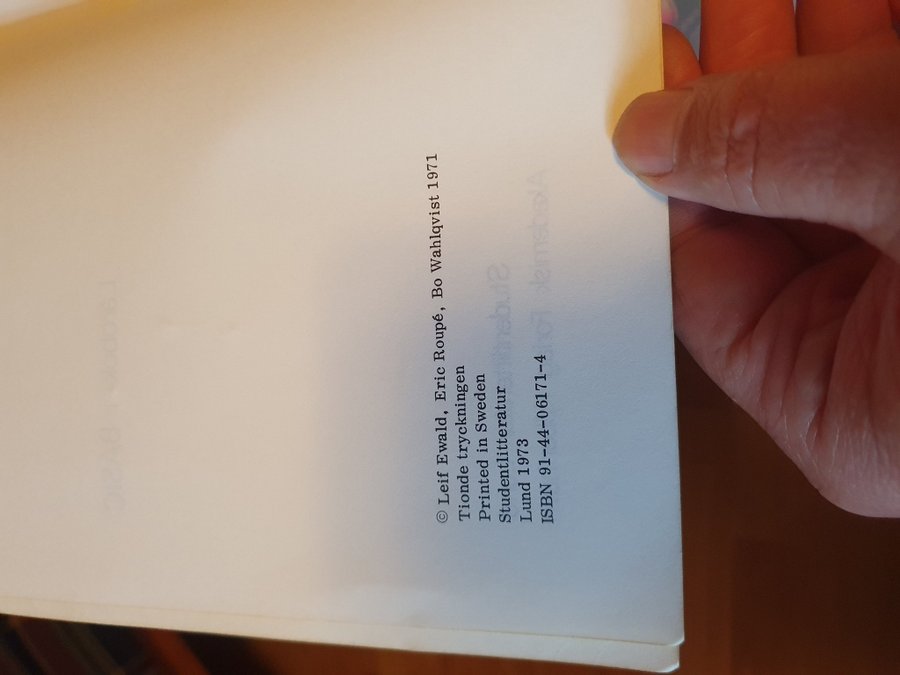 © Leif Ewald, Eric Roupé, Bo Wahlqvist 1971
Tionde tryckningen
Printed in Sweden
Studentlitteratur
Lund 1973
ISBN 91-44-06171-4